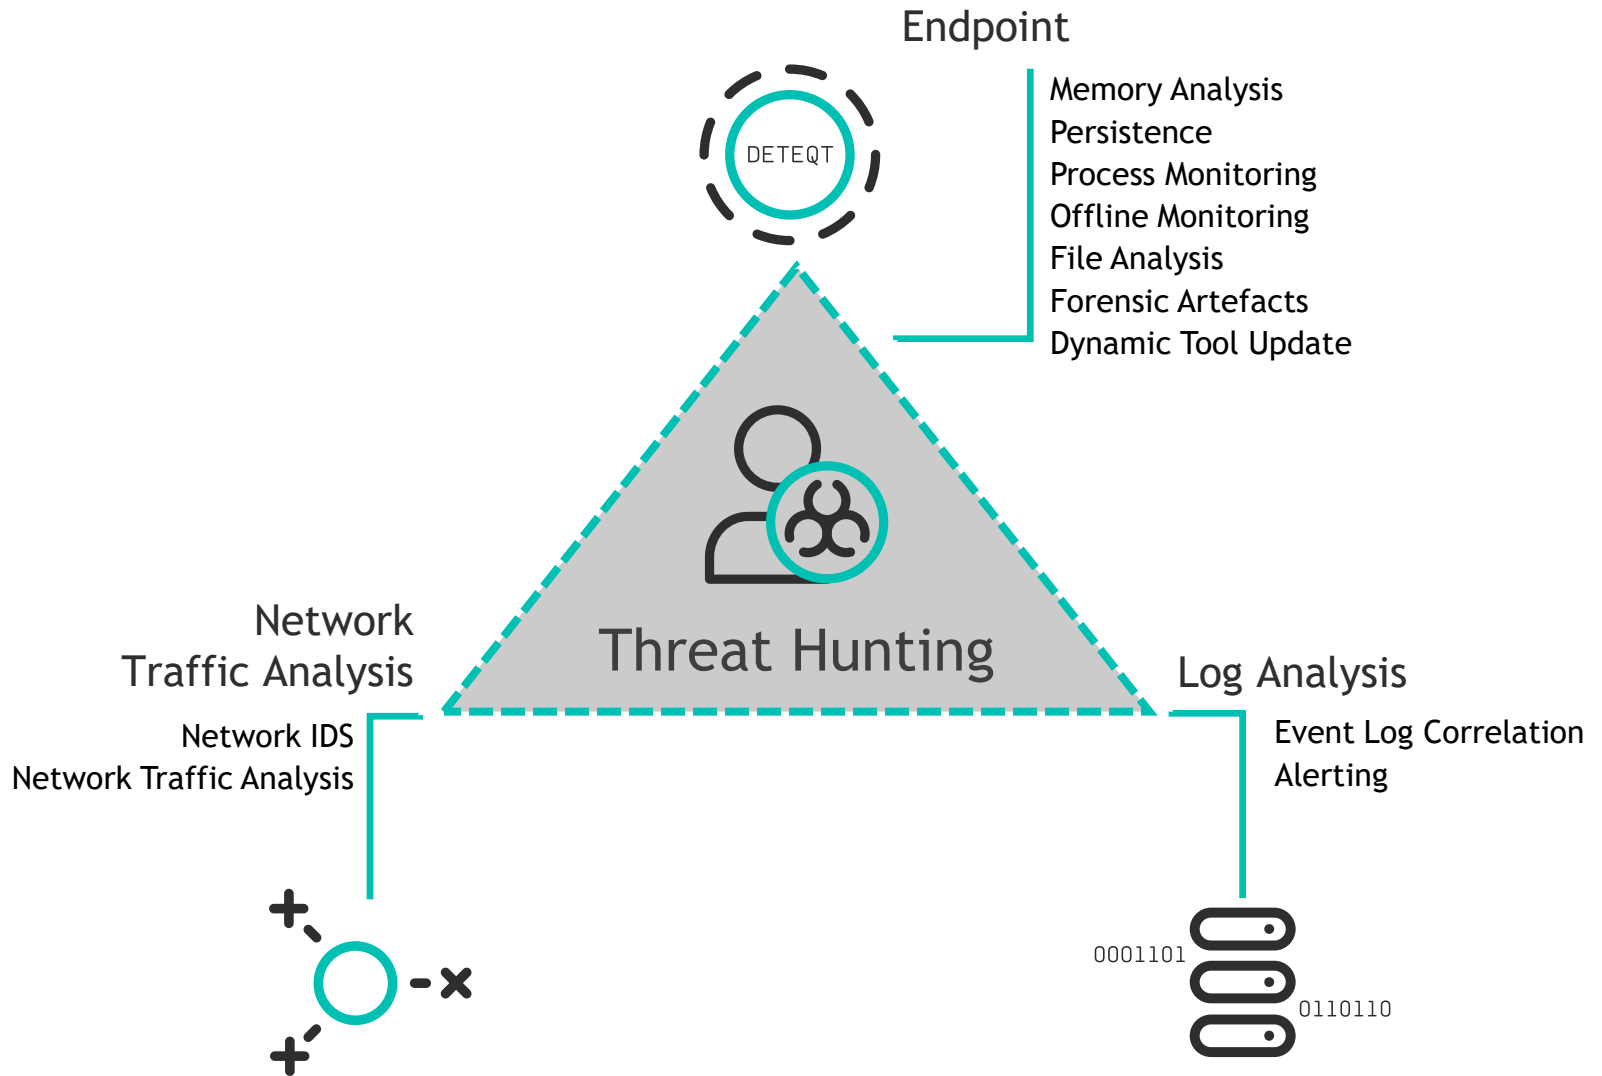 Endpoint
DETEQT
Memory Analysis
Persistence
Process Monitoring
Offline Monitoring
File Analysis
Forensic Artefacts
Dynamic Tool Update
Threat Hunting
Network
Traffic Analysis
Network IDS
Network Traffic Analysis
Log Analysis
Event Log Correlation
Alerting
0001101
0110110